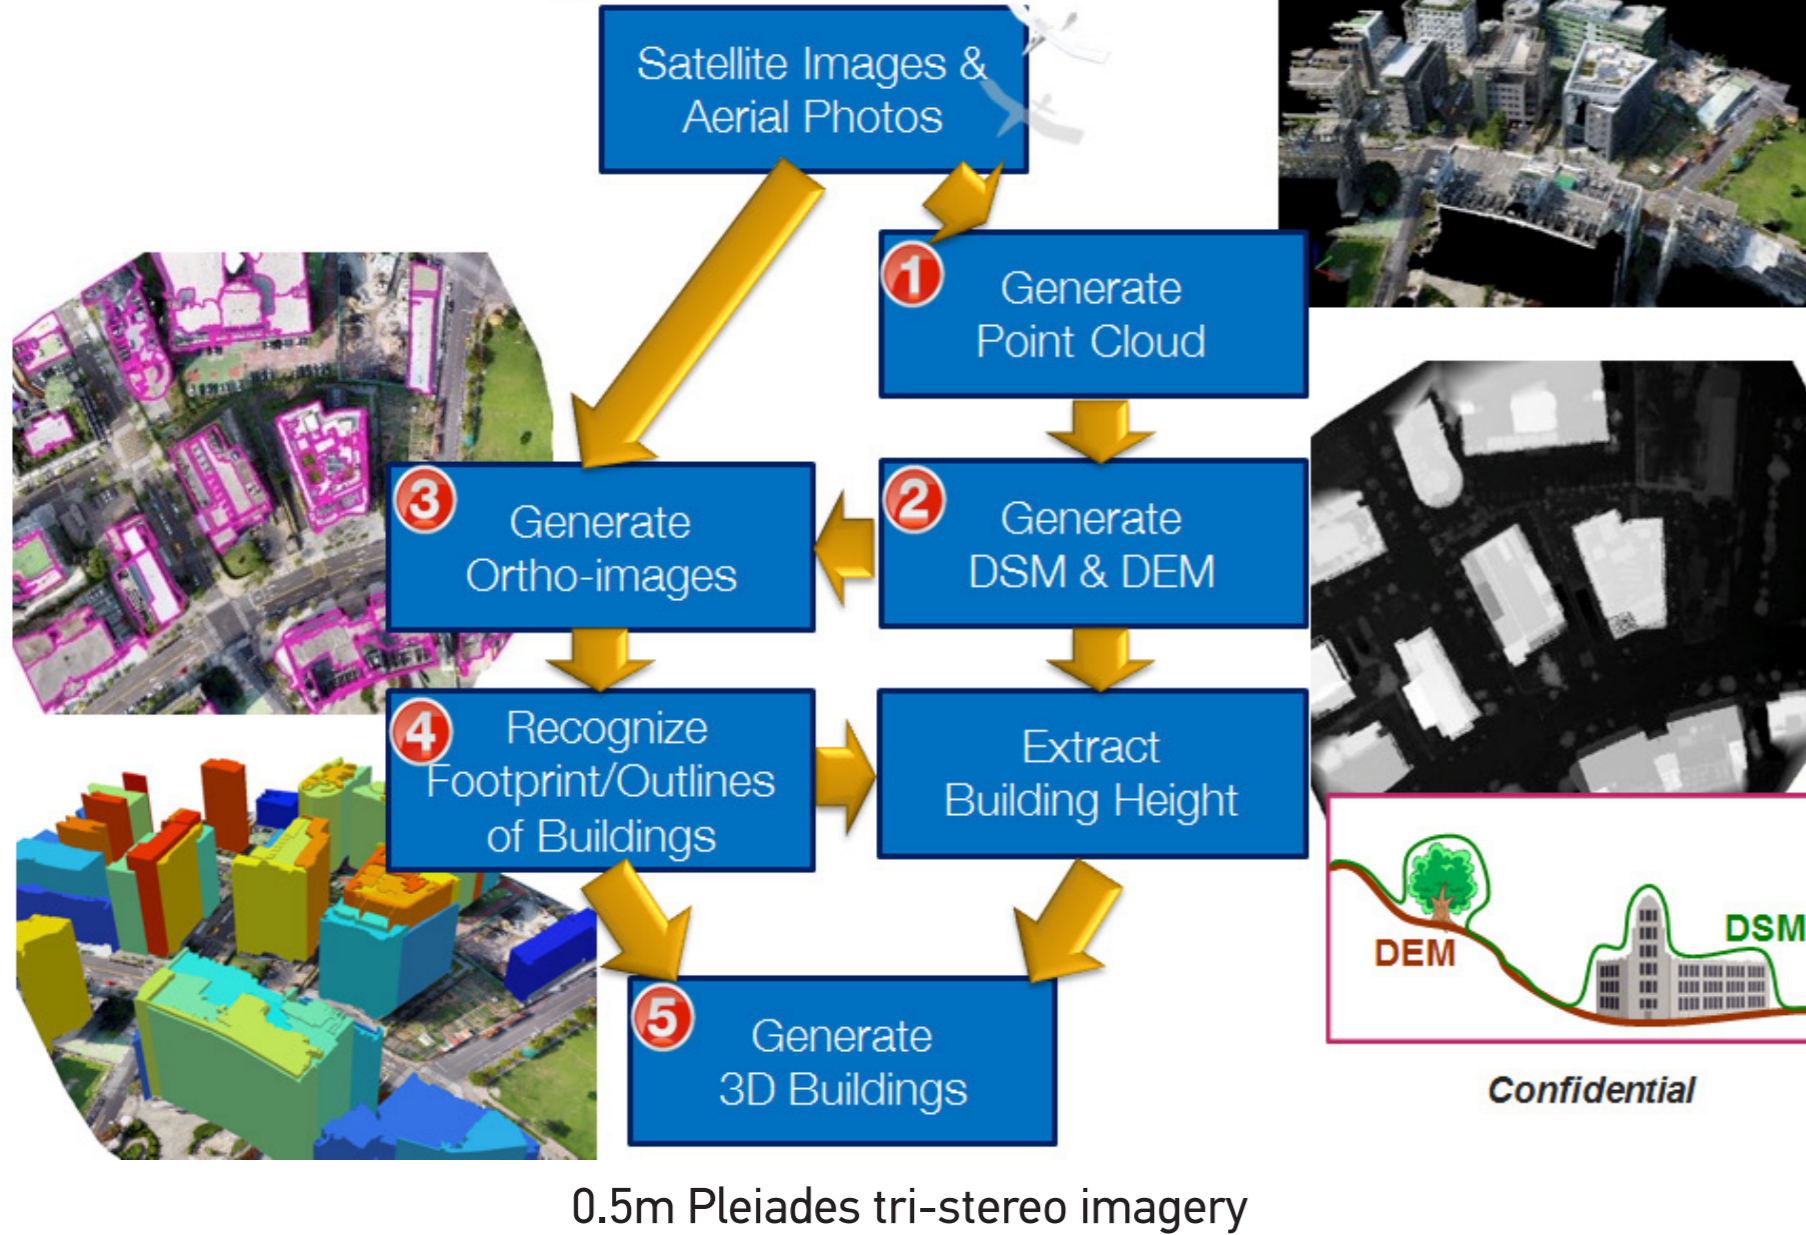 Satellite Images &
Aerial Photos
1
Generate
Point Cloud
3
Generate
Ortho-images
2
Generate
DSM & DEM
4
Recognize
Footprint/Outlines
of Buildings
Extract
Building Height
DEM
DSM
5
Generate
3D Buildings
Confidential
0.5m Pleiades tri-stereo imagery